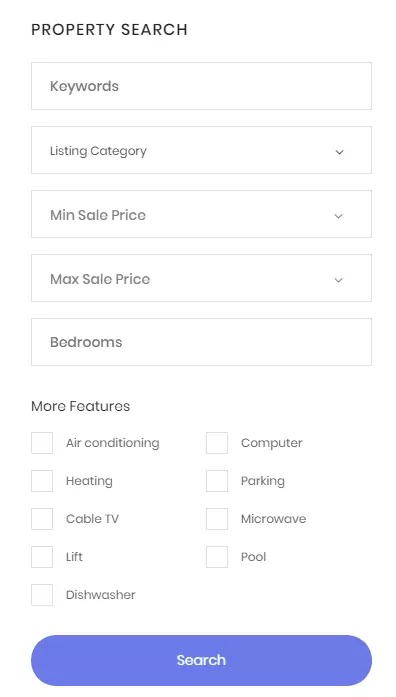 PROPERTY SEARCH
Keywords
Listing Category
Min Sale Price
Max Sale Price
Bedrooms
More Features
Air conditioning Computer
Heating Parking
Cable TV Microwave
Lift Pool
Dishwasher
Search